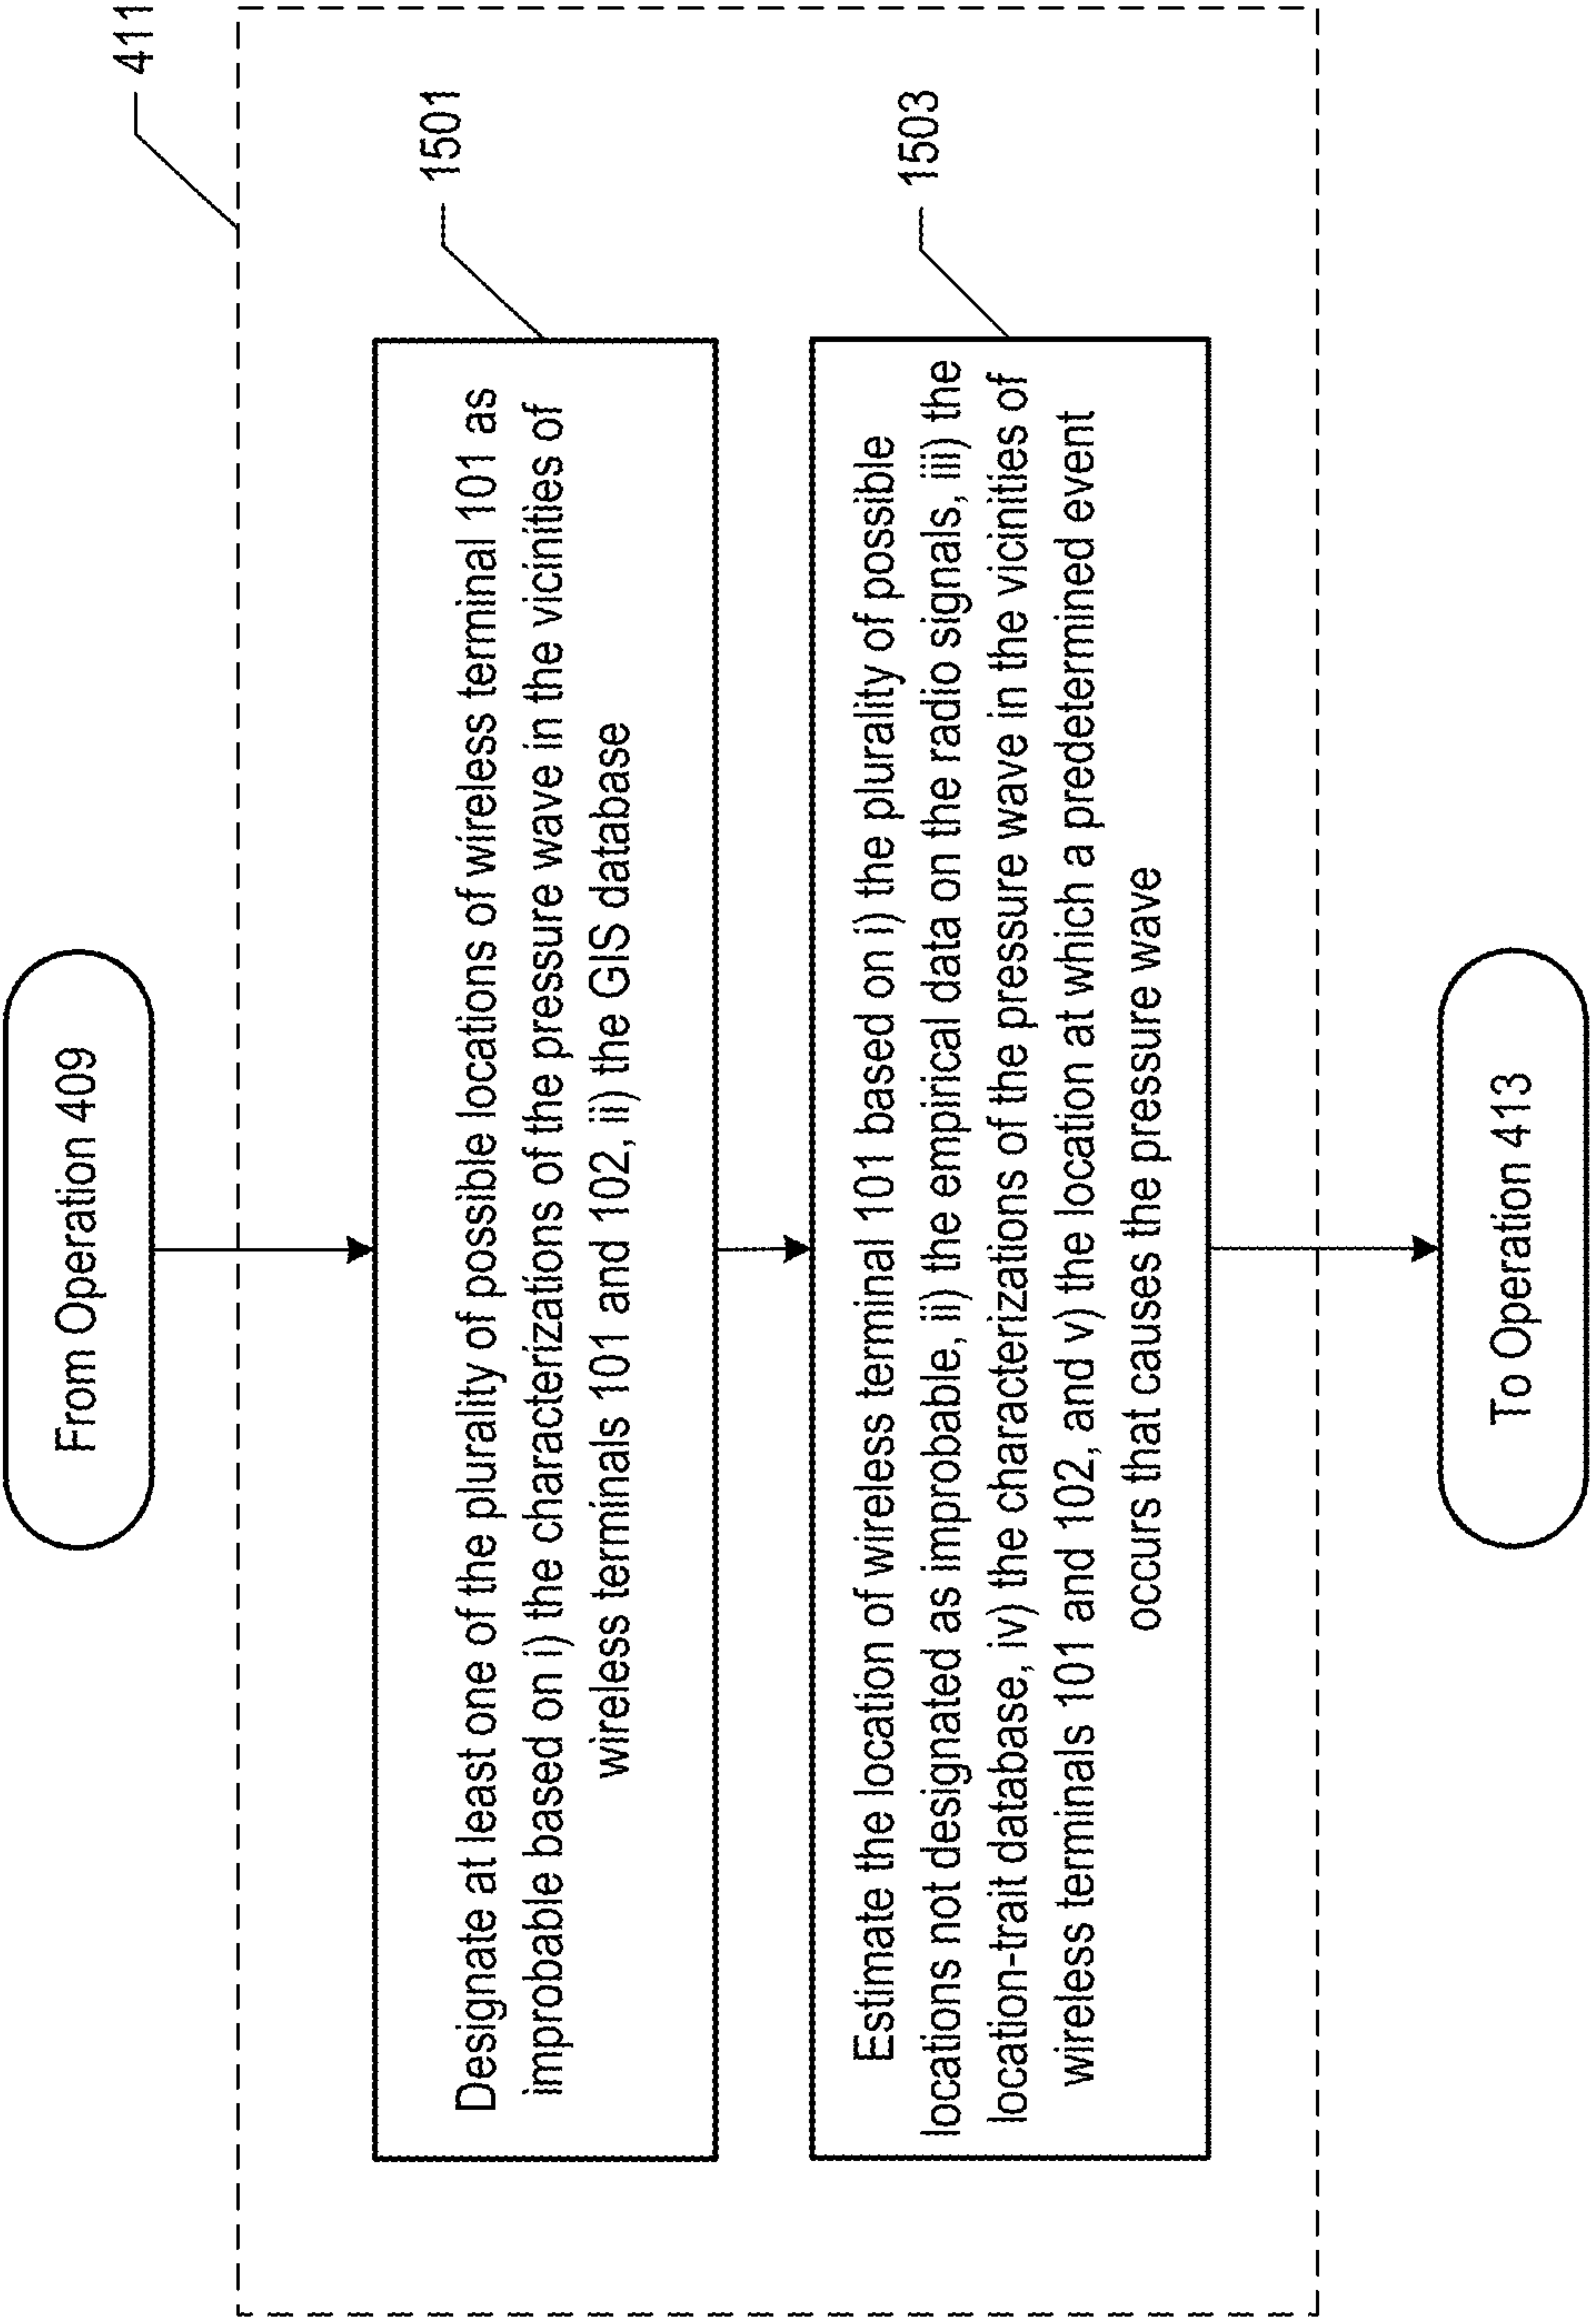 From Operation 409
411
1501
Designate at least one of the plurality of possible locations of wireless terminal 101 as
improbable based on i) the characterizations of the pressure wave in the vicinities of
wireless terminals 101 and 102, ii) the GIS database
1503
Estimate the location of wireless terminal 101 based on i) the plurality of possible
locations not designated as improbable, ii) the empirical data on the radio signals, iii) the
location-trait database, iv) the characterizations of the pressure wave in the vicinities of
wireless terminals 101 and 102, and v) the location at which a predetermined event
occurs that causes the pressure wave
To Operation 413